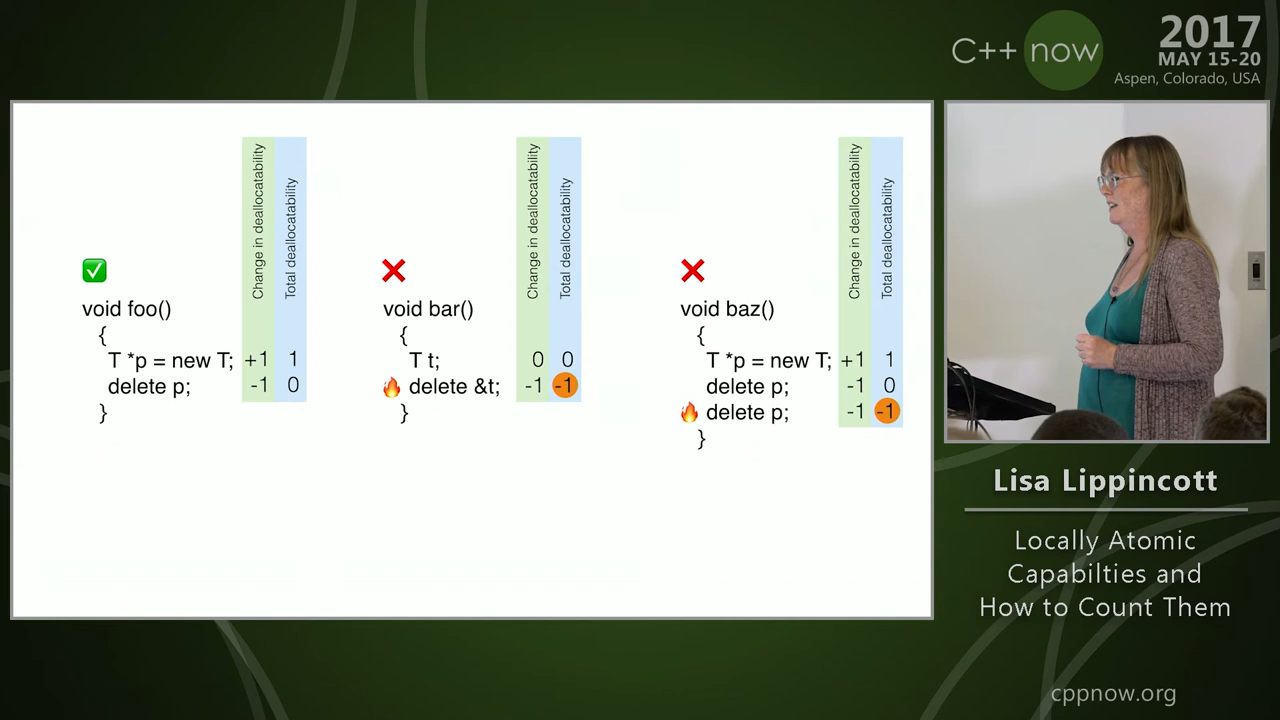 C++ now
2017
MAY 15-20
Aspen, Colorado, USA
Change in deallocatability
Total deallocatability
void foo()
{
T *p = new T; +1 1
delete p; -1 0
}
Change in deallocatability
Total deallocatability
void bar()
{
T t; 0 0
delete &t; -1 -1
}
Change in deallocatability
Total deallocatability
void baz()
{
T *p = new T; +1 1
delete p; -1 0
delete p; -1 -1
}
Lisa Lippincott
Locally Atomic
Capabilties and
How to Count Them
cppnow.org